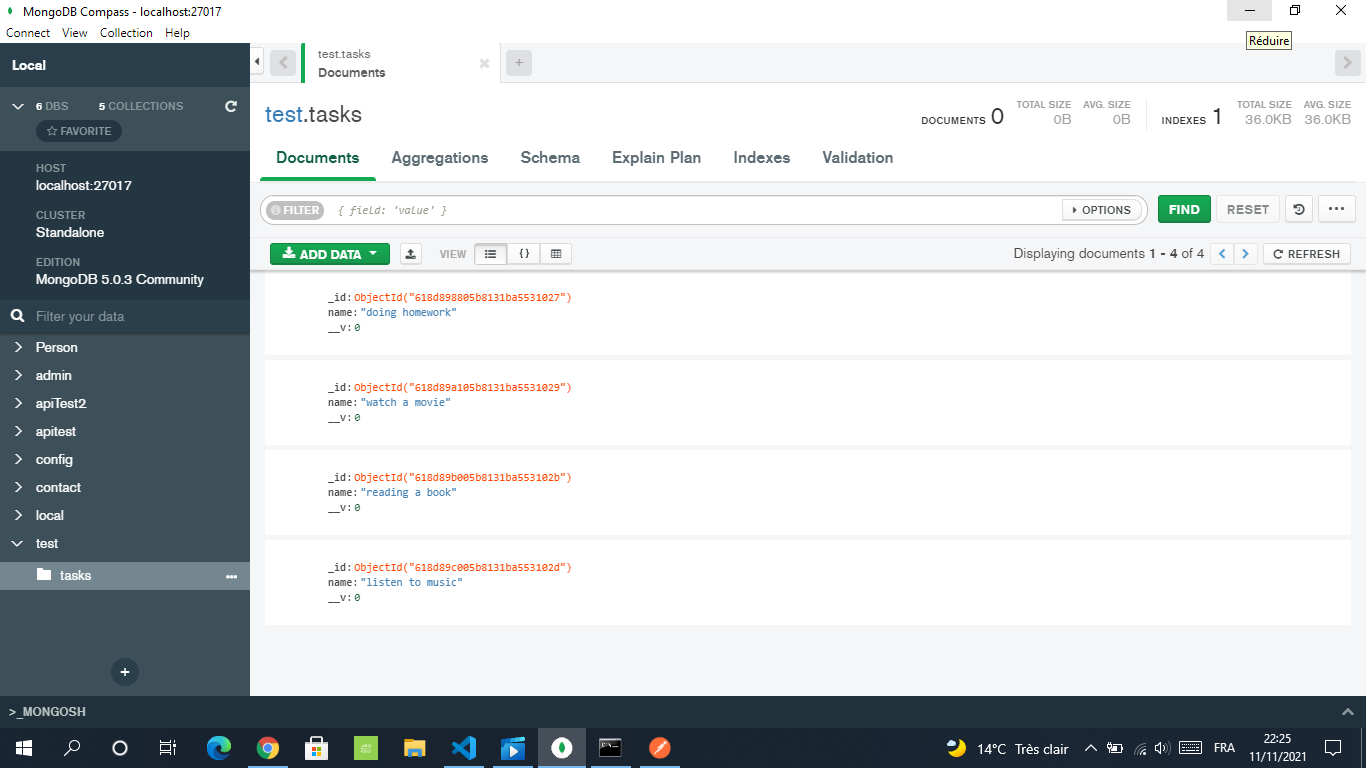 MongoDB Compass - localhost:27017
Connect View Collection Help
Réduire
Local
6 DBS 5 COLLECTIONS
FAVORITE
HOST
localhost:27017
CLUSTER
Standalone
EDITION
MongoDB 5.0.3 Community
Filter your data
Person
admin
apiTest2
apitest
config
contact
local
test
tasks
test.tasks
Documents
test.tasks
DOCUMENTS 0 TOTAL SIZE 0B AVG. SIZE 0B INDEXES 1 TOTAL SIZE 36.0KB AVG. SIZE 36.0KB
Documents Aggregations Schema Explain Plan Indexes Validation
FILTER { field: 'value' } OPTIONS FIND RESET
ADD DATA VIEW {} Displaying documents 1 - 4 of 4 REFRESH
_id: ObjectId("618d898805b8131ba5531027")
name: "doing homework"
__v: 0
_id: ObjectId("618d89a105b8131ba5531029")
name: "watch a movie"
__v: 0
_id: ObjectId("618d89b005b8131ba553102b")
name: "reading a book"
__v: 0
_id: ObjectId("618d89c005b8131ba553102d")
name: "listen to music"
__v: 0
>_MONGOSH
14°C Très clair FRA 22:25
11/11/2021